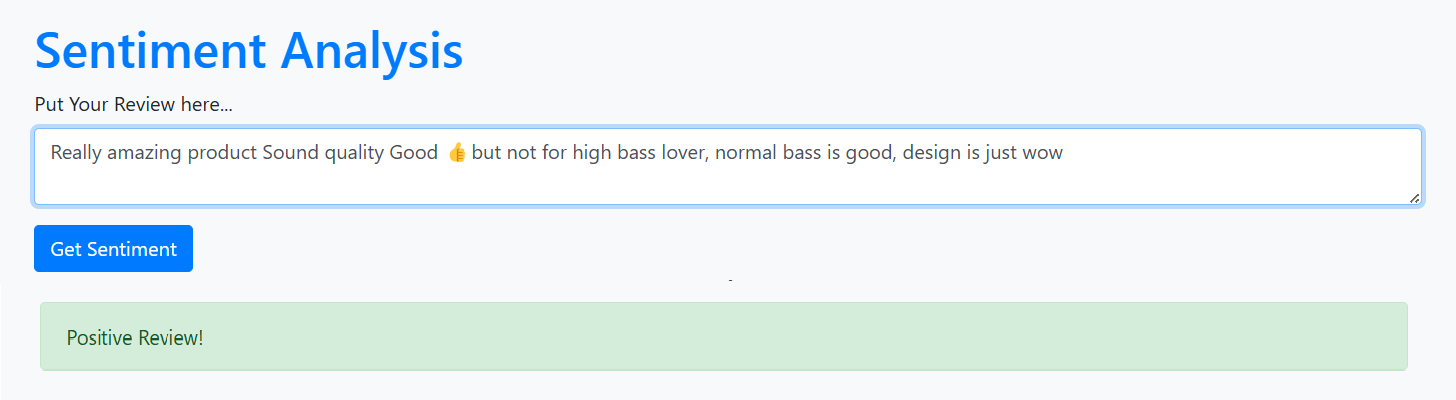 Sentiment Analysis
Put Your Review here...
Really amazing product Sound quality Good 👍 but not for high bass lover, normal bass is good, design is just wow
Get Sentiment
-
Positive Review!